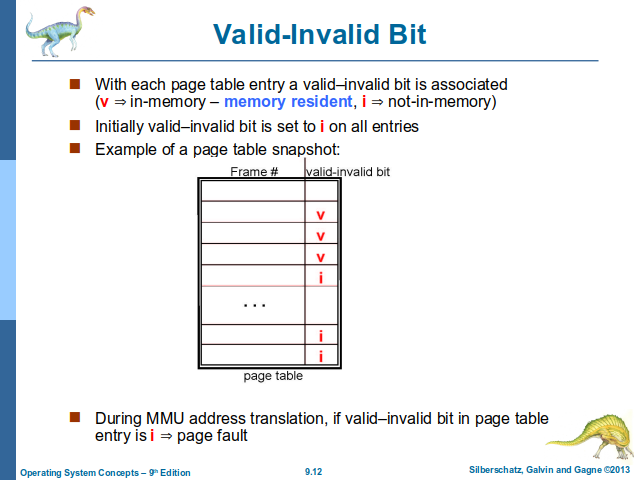 Valid-Invalid Bit
With each page table entry a valid–invalid bit is associated
(v ⇒ in-memory – memory resident, i ⇒ not-in-memory)
Initially valid–invalid bit is set to i on all entries
Example of a page table snapshot:
Frame # valid-invalid bit
v
v
v
i
...
i
i
page table
During MMU address translation, if valid–invalid bit in page table
entry is i ⇒ page fault
Operating System Concepts – 9th Edition 9.12 Silberschatz, Galvin and Gagne ©2013